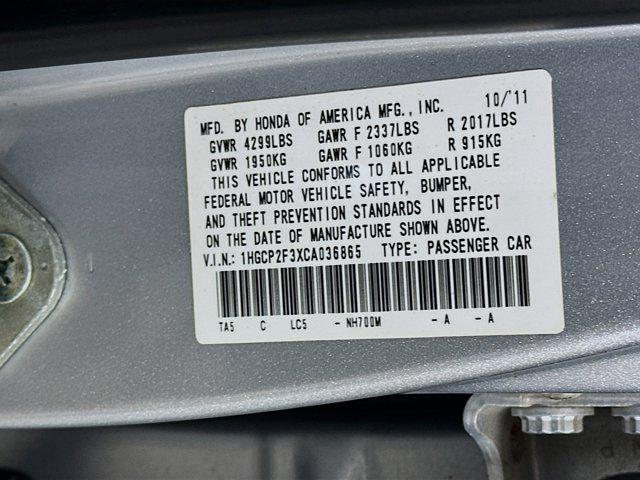 MFD. BY HONDA OF AMERICA MFG., INC. 10/'11
GVWR 4299LBS GAWR F 2337LBS R 2017LBS
GVWR 1950KG GAWR F 1060KG R 915KG
THIS VEHICLE CONFORMS TO ALL APPLICABLE
FEDERAL MOTOR VEHICLE SAFETY, BUMPER,
AND THEFT PREVENTION STANDARDS IN EFFECT
ON THE DATE OF MANUFACTURE SHOWN ABOVE.
V.I.N.: 1HGCP2F3XCA036865 TYPE: PASSENGER CAR
TA5 C LC5 - NH700M - A - A